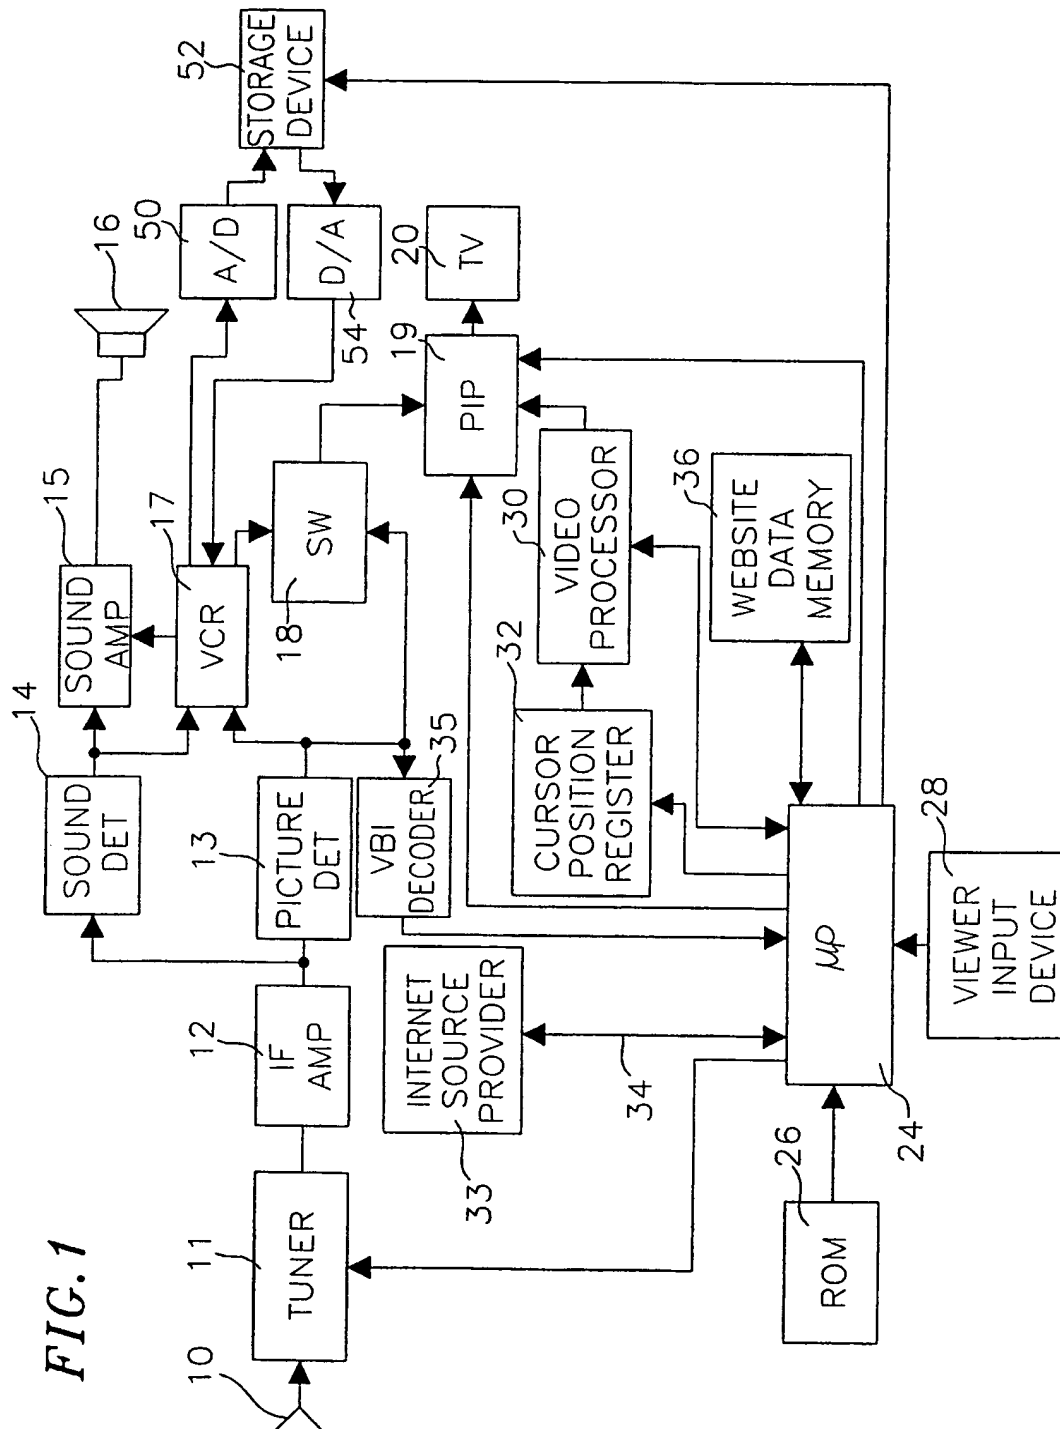 FIG. 1
10
11
TUNER
12
IF
AMP
13
PICTURE
DET
14
SOUND
DET
15
SOUND
AMP
16
17
VCR
18
SW
50
A/D
52
STORAGE
DEVICE
D/A
54
19
PIP
20
TV
35
VBI
DECODER
30
VIDEO
PROCESSOR
32
CURSOR
POSITION
REGISTER
36
WEBSITE
DATA
MEMORY
INTERNET
SOURCE
PROVIDER
33
34
μP
24
26
ROM
28
VIEWER
INPUT
DEVICE